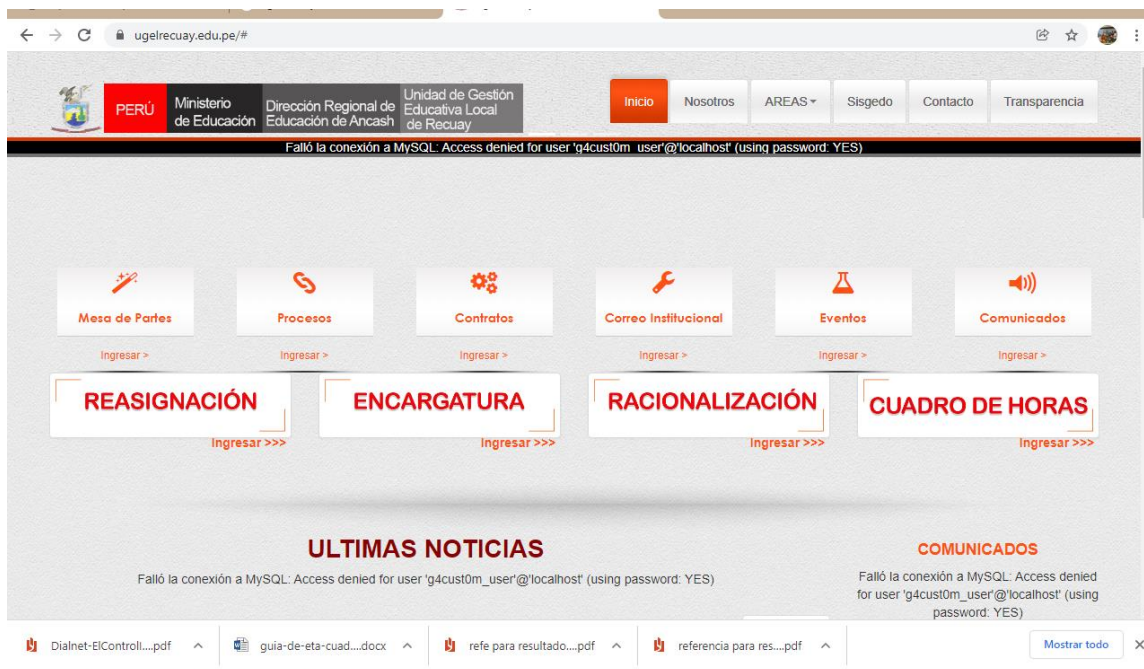 ugelrecuay.edu.pe/#
PERÚ
Ministerio
de Educación
Dirección Regional de
Educación de Ancash
Unidad de Gestión
Educativa Local
de Recuay
Inicio Nosotros AREAS Sisgedo Contacto Transparencia
Falló la conexión a MySQL: Access denied for user 'g4cust0m_user'@'localhost' (using password: YES)
Mesa de Partes Procesos Contratos Correo Institucional Eventos Comunicados
Ingresar > Ingresar > Ingresar > Ingresar > Ingresar > Ingresar >
REASIGNACIÓN ENCARGATURA RACIONALIZACIÓN CUADRO DE HORAS
Ingresar >>> Ingresar >>> Ingresar >>> Ingresar >>>
ULTIMAS NOTICIAS
Falló la conexión a MySQL: Access denied for user 'g4cust0m_user'@'localhost' (using password: YES)
COMUNICADOS
Falló la conexión a MySQL: Access denied
for user 'g4cust0m_user'@'localhost' (using
password: YES)
Dialnet-ElControlI....pdf guia-de-eta-cuad....docx refe para resultado....pdf referencia para res....pdf Mostrar todo